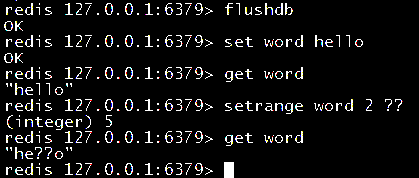 redis 127.0.0.1:6379> flushdb
OK
redis 127.0.0.1:6379> set word hello
OK
redis 127.0.0.1:6379> get word
"hello"
redis 127.0.0.1:6379> setrange word 2 ??
(integer) 5
redis 127.0.0.1:6379> get word
"he??o"
redis 127.0.0.1:6379>